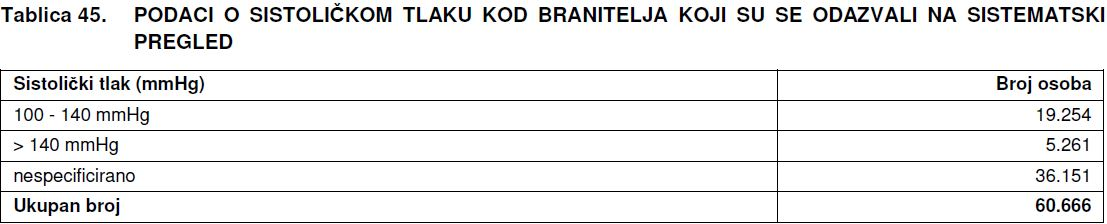 Tablica 45. PODACI O SISTOLIČKOM TLAKU KOD BRANITELJA KOJI SU SE ODAZVALI NA SISTEMATSKI
PREGLED
Sistolički tlak (mmHg) Broj osoba
100 - 140 mmHg 19.254
> 140 mmHg 5.261
nespecificirano 36.151
Ukupan broj 60.666